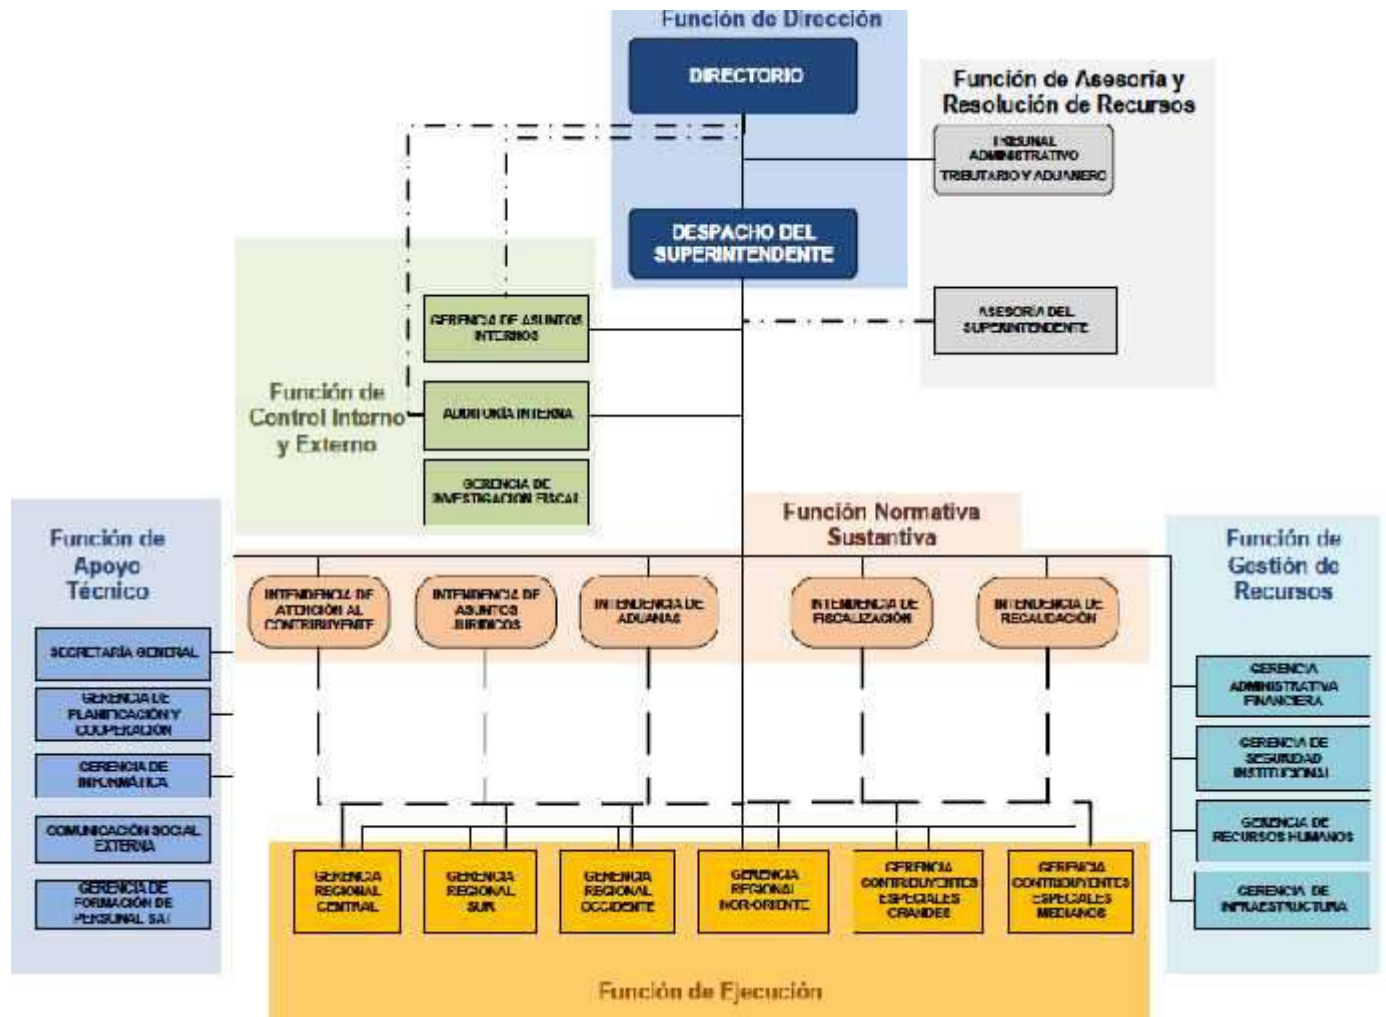 Función de Dirección
DIRECTORIO
Función de Asesoría y
Resolución de Recursos
TRIBUNAL
ADMINISTRATIVO
TRIBUTARIO Y ADUANERO
DESPACHO DEL
SUPERINTENDENTE
ASESORÍA DEL
SUPERINTENDENTE
GERENCIA DE ASUNTOS
INTERNOS
Función de
Control Interno
y Externo
AUDITORÍA INTERNA
GERENCIA DE
INVESTIGACION FISCAL
Función Normativa
Sustantiva
Función de
Apoyo
Técnico
Función de
Gestión de
Recursos
INTENDENCIA DE
ATENCIÓN AL
CONTRIBUYENTE
INTENDENCIA DE
ASUNTOS
JURIDICOS
INTENDENCIA DE
ADUANAS
INTENDENCIA DE
FISCALIZACIÓN
INTENDENCIA DE
RECAUDACIÓN
SECRETARÍA GENERAL
GERENCIA DE
PLANIFICACIÓN Y
COOPERACIÓN
GERENCIA DE
INFORMÁTICA
COMUNICACIÓN SOCIAL
EXTERNA
GERENCIA DE
FORMACIÓN DE
PERSONAL SAT
GERENCIA
ADMINISTRATIVA
FINANCIERA
GERENCIA DE
SEGURIDAD
INSTITUCIONAL
GERENCIA DE
RECURSOS HUMANOS
GERENCIA DE
INFRAESTRUCTURA
GERENCIA
REGIONAL
CENTRAL
GERENCIA
REGIONAL
SUR
GERENCIA
REGIONAL
OCCIDENTE
GERENCIA
REGIONAL
NOR-ORIENTE
GERENCIA
CONTRIBUYENTES
ESPECIALES
GRANDES
GERENCIA
CONTRIBUYENTES
ESPECIALES
MEDIANOS
Función de Ejecución